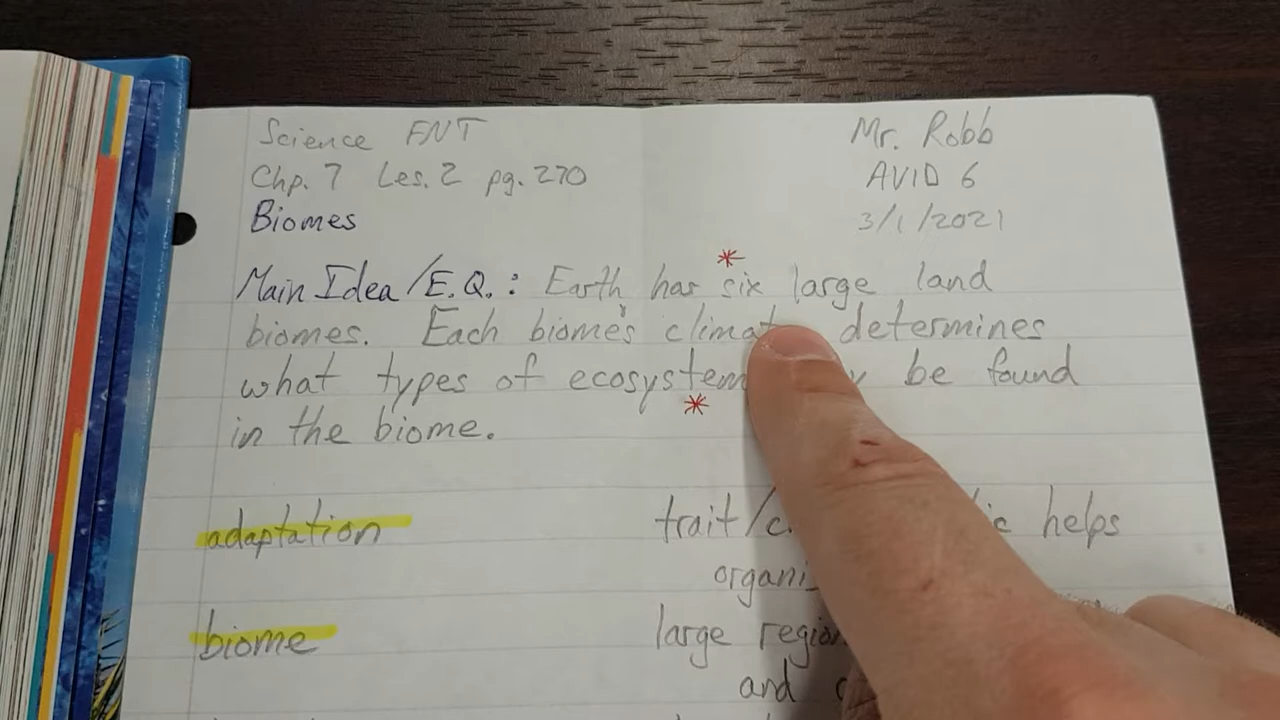 Science FNT
Mr. Robb
Chp. 7 Les. 2 pg. 270
AVID 6
Biomes
3/1/2021
Main Idea/E.Q.: Earth has six large land
biomes. Each biome's determines
what types of be found
in the biome.
adaptation
helps
biome
large
and